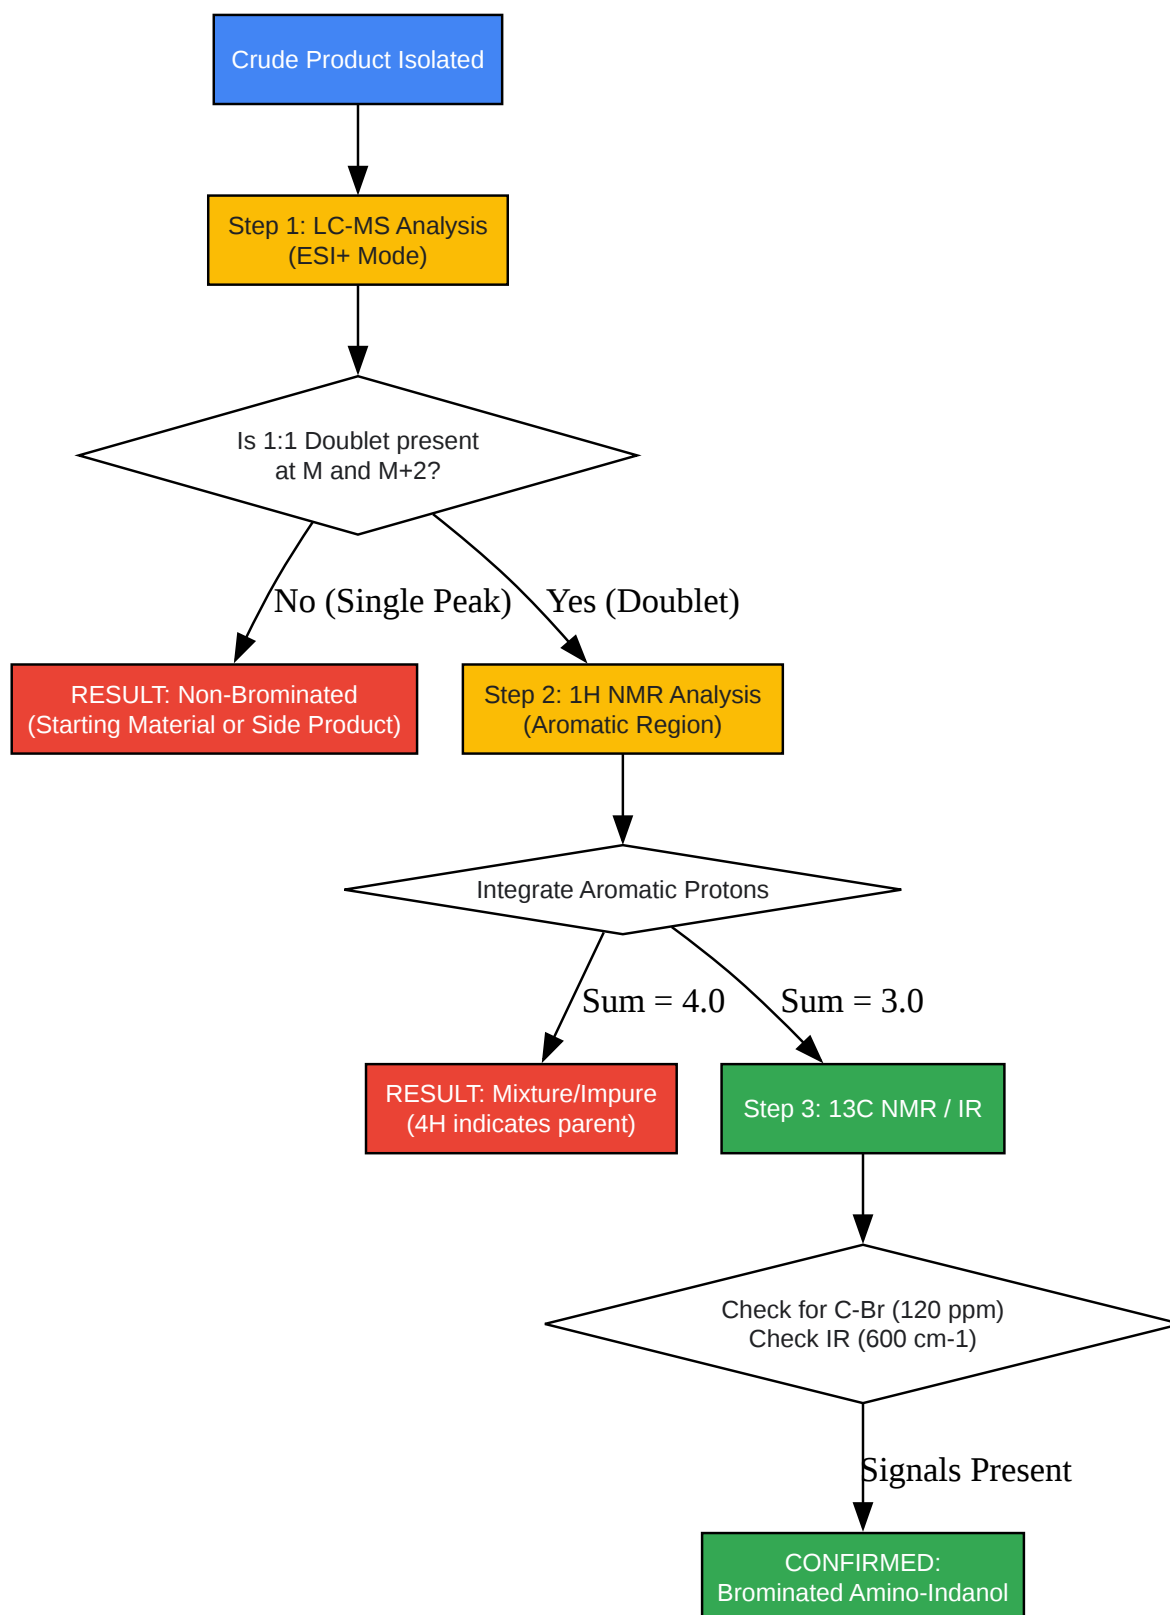 Crude Product Isolated
Step 1: LC-MS Analysis
(ESI+ Mode)
Is 1:1 Doublet present
at M and M+2?
No (Single Peak)
Yes (Doublet)
RESULT: Non-Brominated
(Starting Material or Side Product)
Step 2: 1H NMR Analysis
(Aromatic Region)
Integrate Aromatic Protons
Sum = 4.0
Sum = 3.0
RESULT: Mixture/Impure
(4H indicates parent)
Step 3: 13C NMR / IR
Check for C-Br (120 ppm)
Check IR (600 cm-1)
Signals Present
CONFIRMED:
Brominated Amino-Indanol